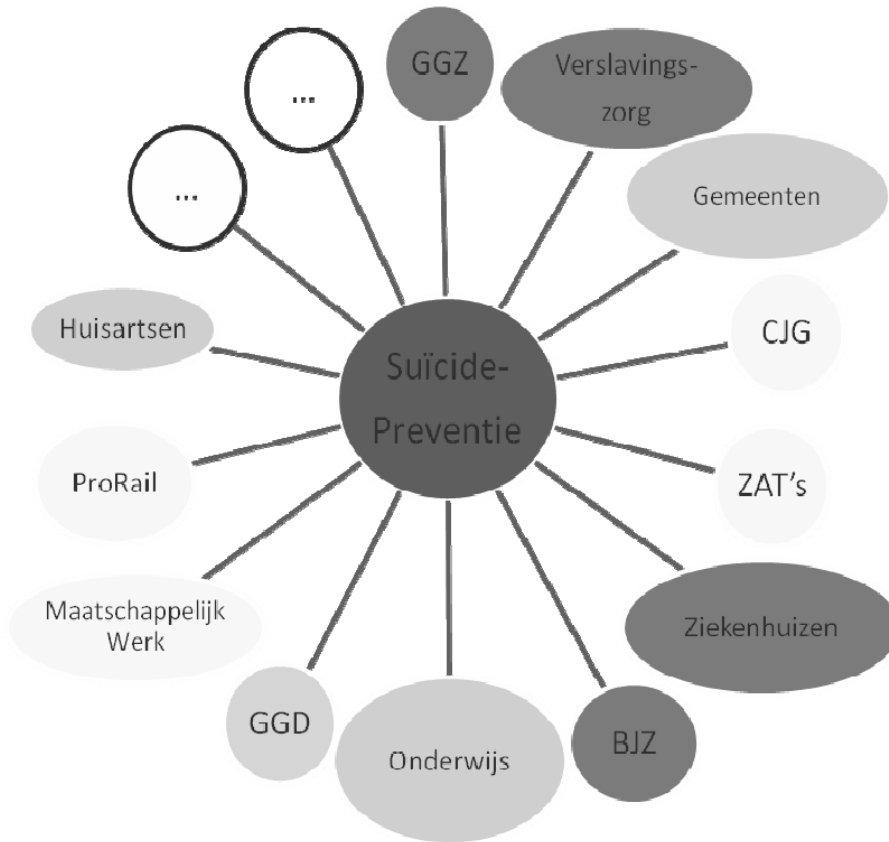 Suïcide-
Preventie
GGZ
Verslavings-
zorg
Gemeenten
CJG
ZAT's
Ziekenhuizen
BJZ
Onderwijs
GGD
Maatschappelijk
Werk
ProRail
Huisartsen
...
...